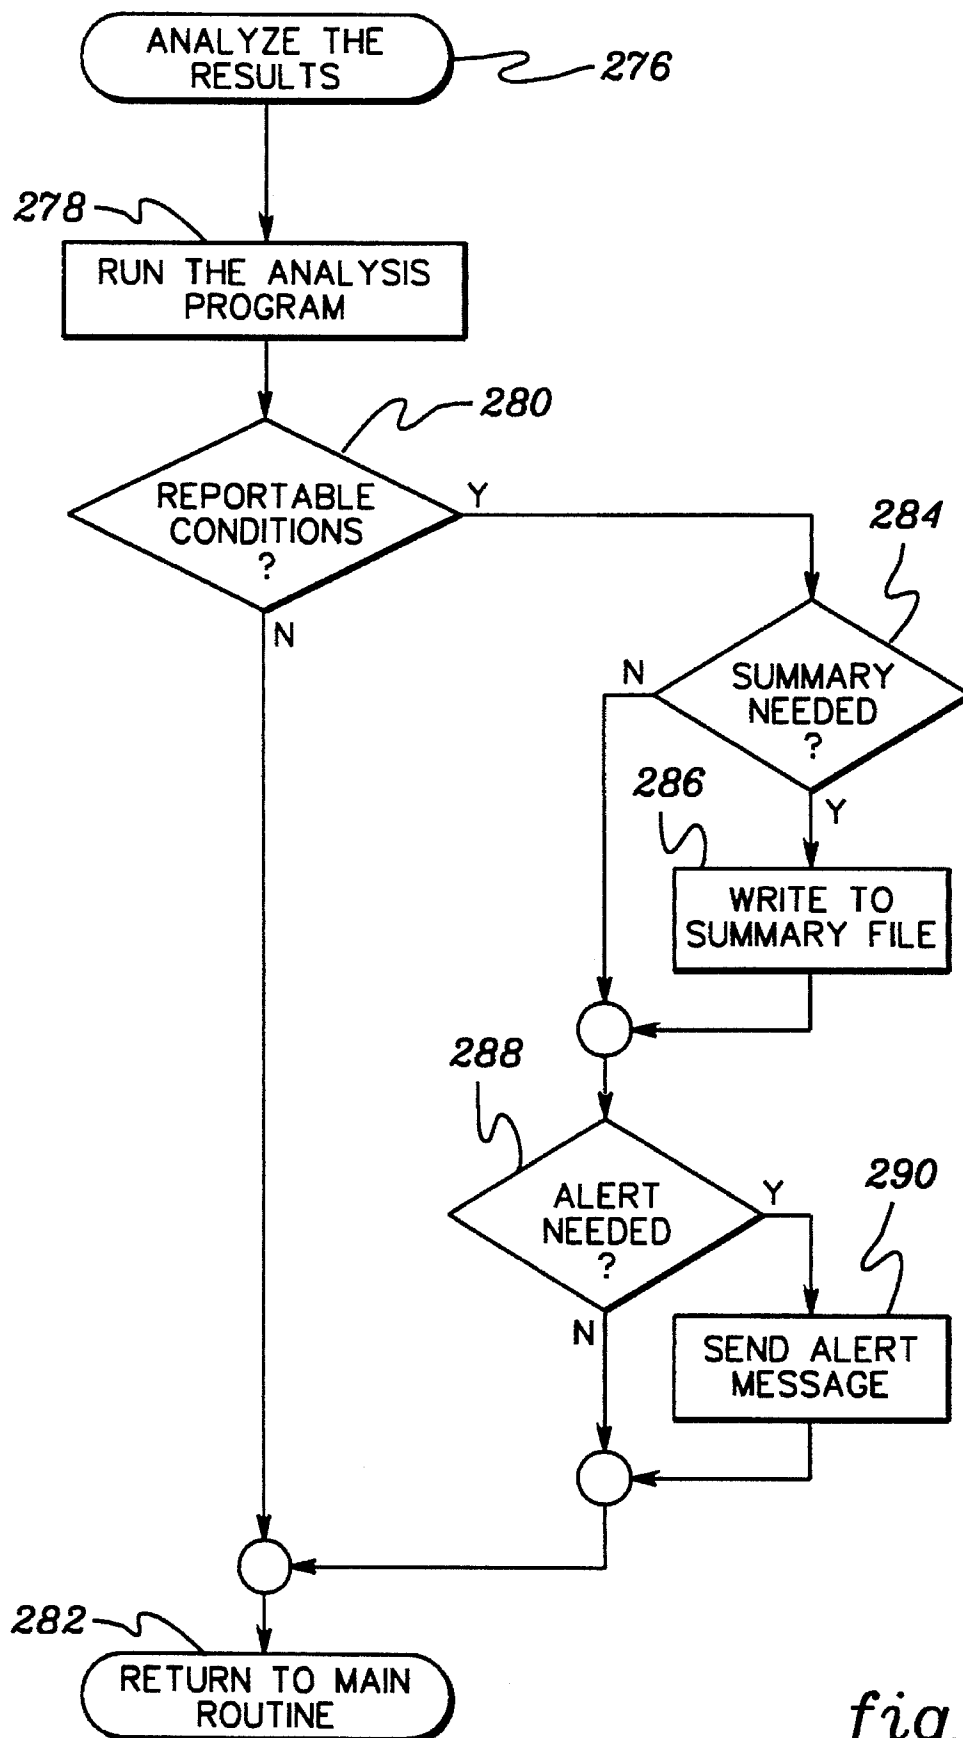 ANALYZE THE
RESULTS
276
278
RUN THE ANALYSIS
PROGRAM
280
REPORTABLE
CONDITIONS
?
Y
N
284
SUMMARY
NEEDED
?
N
Y
286
WRITE TO
SUMMARY FILE
288
ALERT
NEEDED
?
Y
N
290
SEND ALERT
MESSAGE
282
RETURN TO MAIN
ROUTINE
fig.